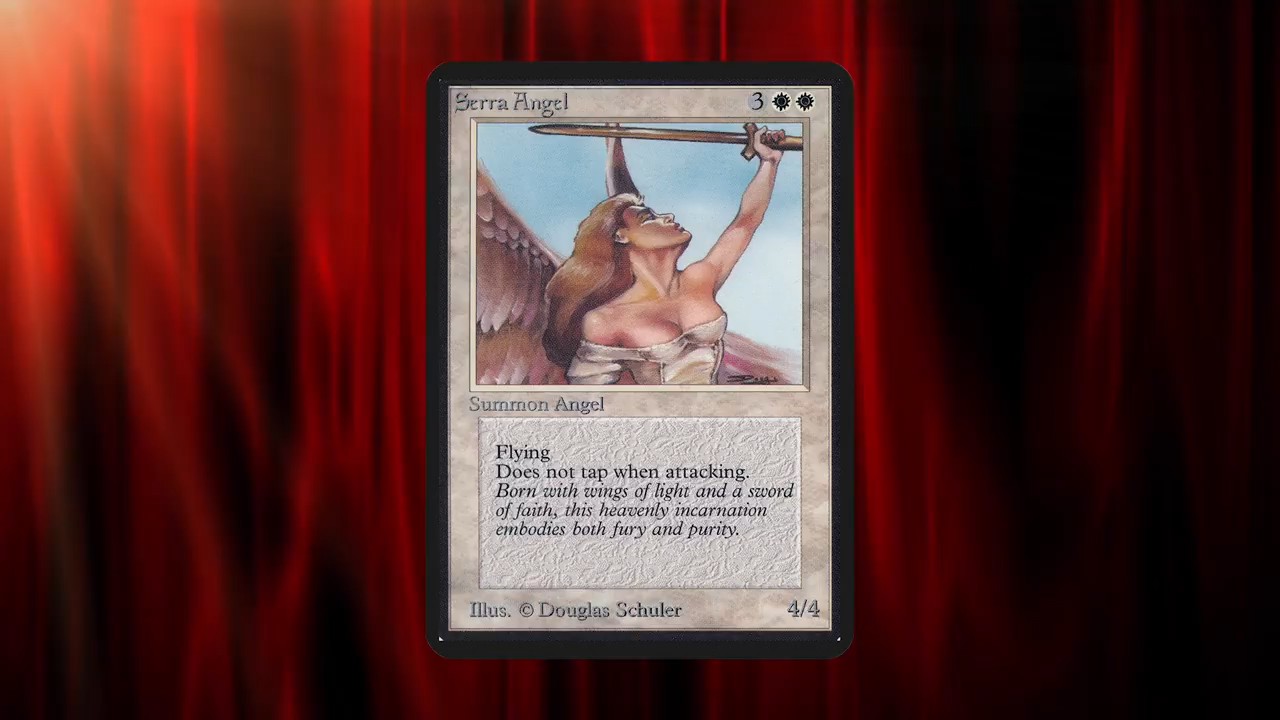 Serra Angel 3
Summon Angel
Flying
Does not tap when attacking.
Born with wings of light and a sword
of faith, this heavenly incarnation
embodies both fury and purity.
Illus. © Douglas Schuler 4/4